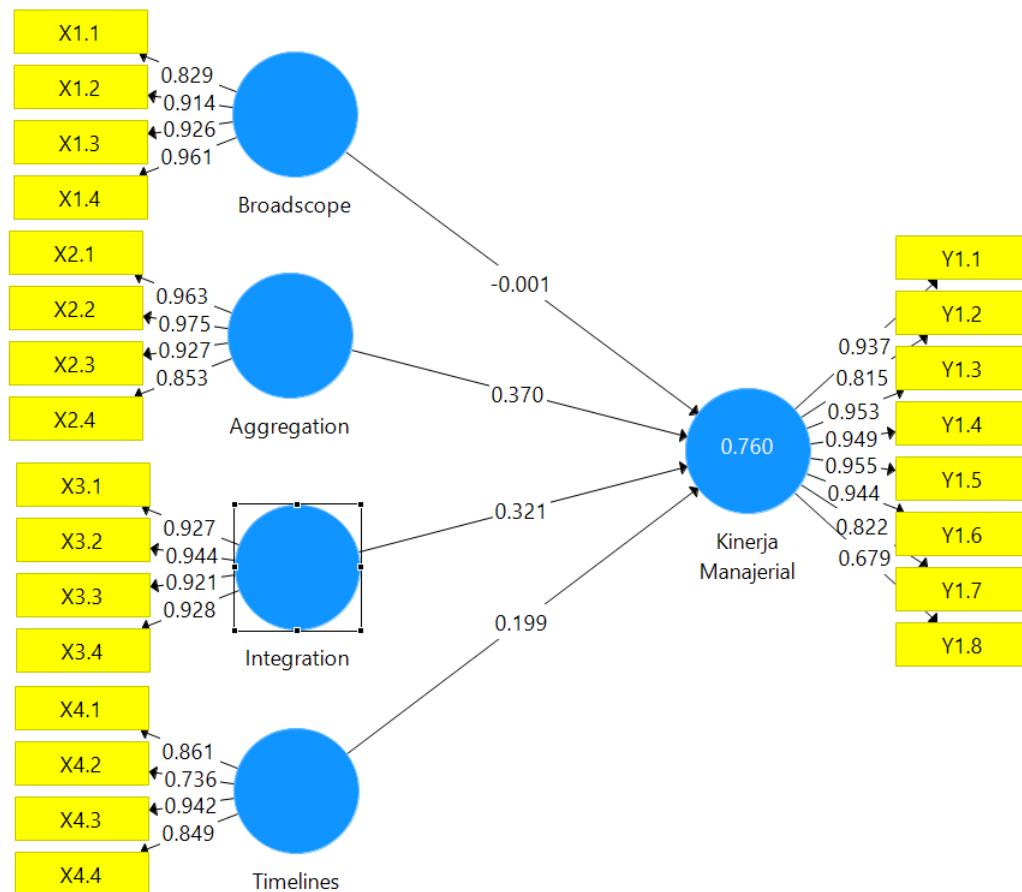 X1.1
X1.2
X1.3
X1.4
0.829
0.914
0.926
0.961
Broadscope
X2.1
X2.2
X2.3
X2.4
0.963
0.975
0.927
0.853
Aggregation
X3.1
X3.2
X3.3
X3.4
0.927
0.944
0.921
0.928
Integration
X4.1
X4.2
X4.3
X4.4
0.861
0.736
0.942
0.849
Timelines
-0.001
0.370
0.321
0.199
0.760
Kinerja
Manajerial
0.937
0.815
0.953
0.949
0.955
0.944
0.822
0.679
Y1.1
Y1.2
Y1.3
Y1.4
Y1.5
Y1.6
Y1.7
Y1.8